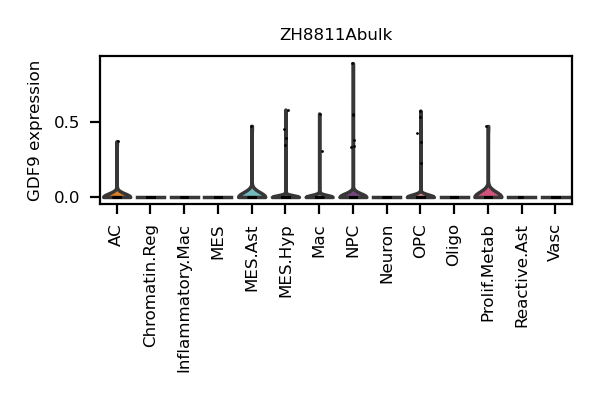 ZH8811Abulk
GDF9 expression
0.5
0.0
AC
Chromatin.Reg
Inflammatory.Mac
MES
MES.Ast
MES.Hyp
Mac
NPC
Neuron
OPC
Oligo
Prolif.Metab
Reactive.Ast
Vasc